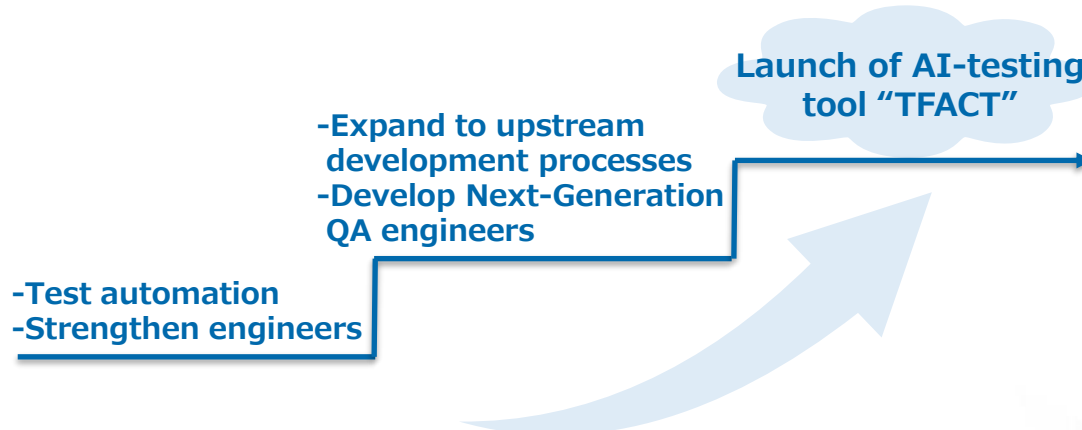 Launch of AI-testing
tool “TFACT”
-Expand to upstream
development processes
-Develop Next-Generation
QA engineers
-Test automation
-Strengthen engineers